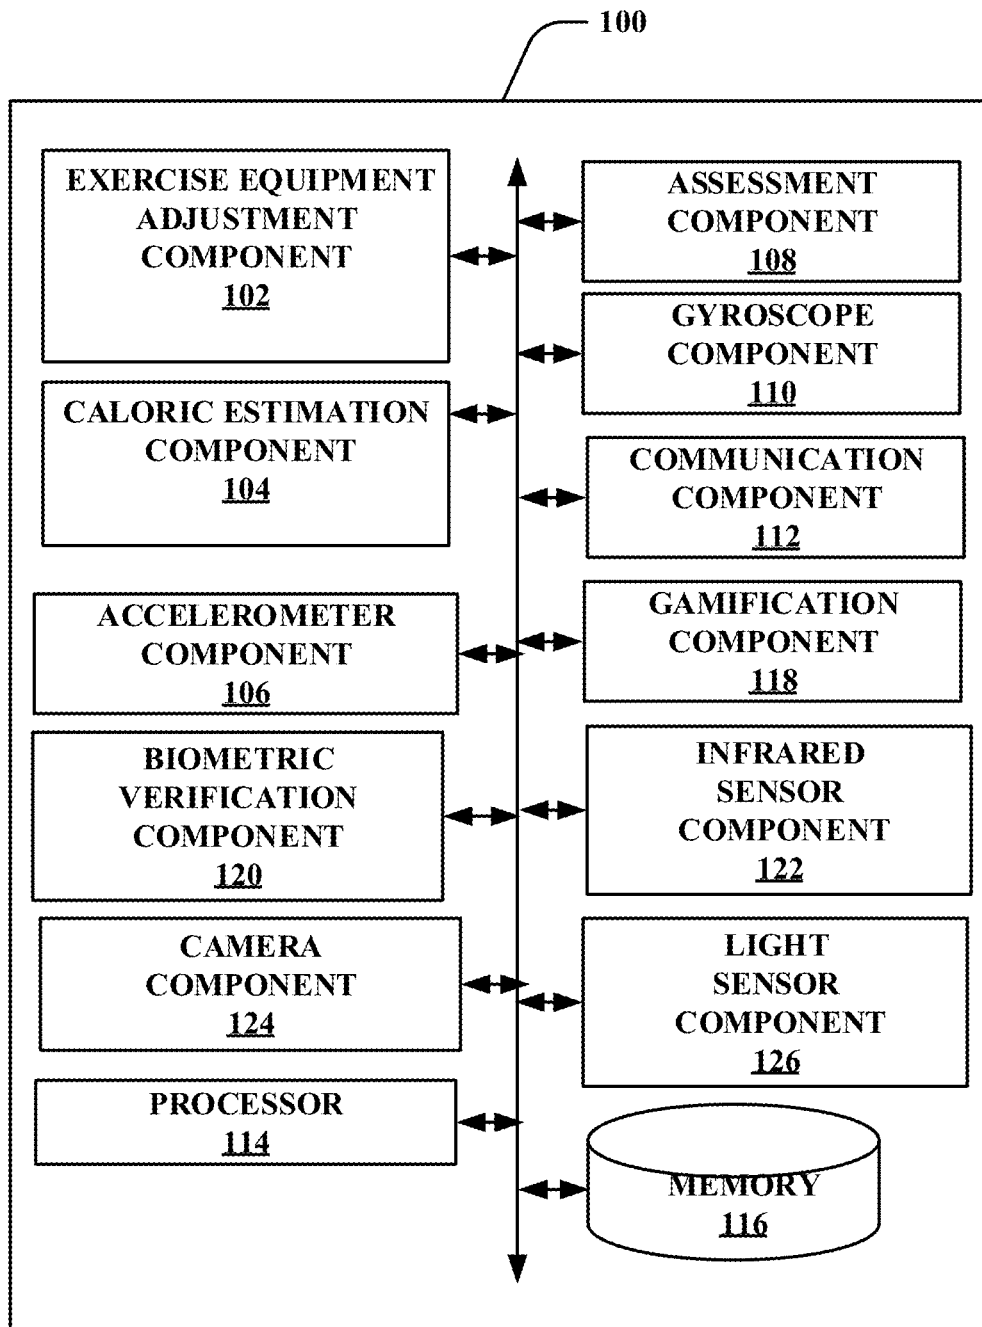 100
EXERCISE EQUIPMENT
ADJUSTMENT
COMPONENT
102
CALORIC ESTIMATION
COMPONENT
104
ACCELEROMETER
COMPONENT
106
BIOMETRIC
VERIFICATION
COMPONENT
120
CAMERA
COMPONENT
124
PROCESSOR
114
ASSESSMENT
COMPONENT
108
GYROSCOPE
COMPONENT
110
COMMUNICATION
COMPONENT
112
GAMIFICATION
COMPONENT
118
INFRARED
SENSOR
COMPONENT
122
LIGHT
SENSOR
COMPONENT
126
MEMORY
116